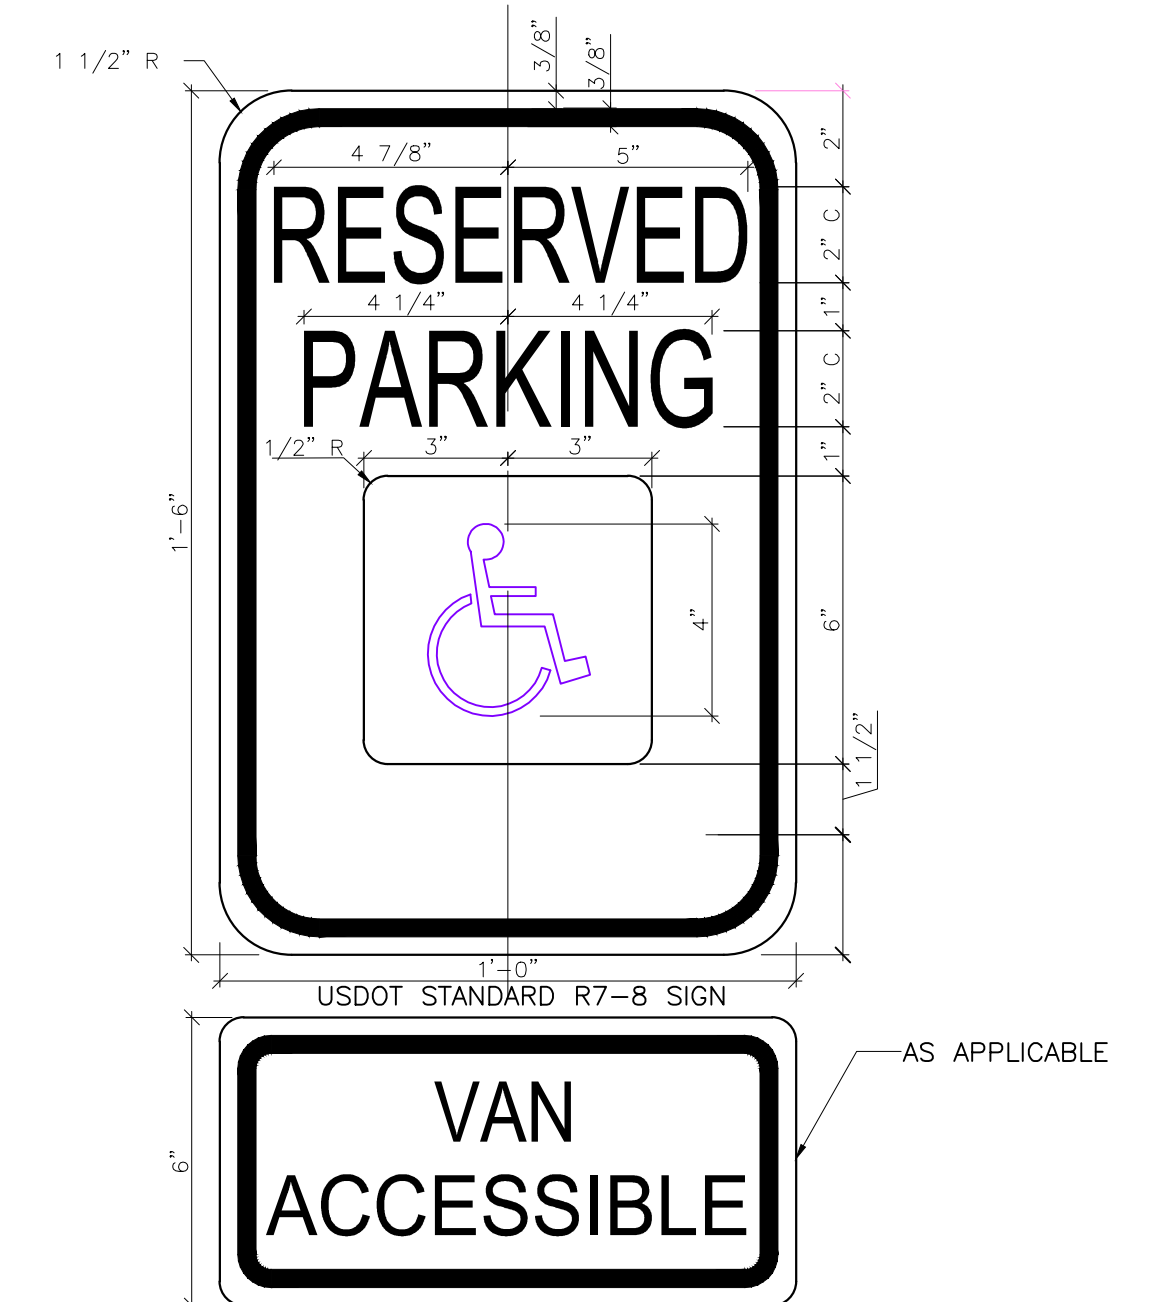 3/8”
3/8”
1 1/2” R
2”
4 7/8”
5”
RESERVED
2” C
4 1/4”
4 1/4”
1”
PARKING
2” C
1/2” R
3”
3”
1”
1’-6”
4”
6”
1 1/2”
1’-0”
USDOT STANDARD R7-8 SIGN
AS APPLICABLE
VAN
6”
ACCESSIBLE